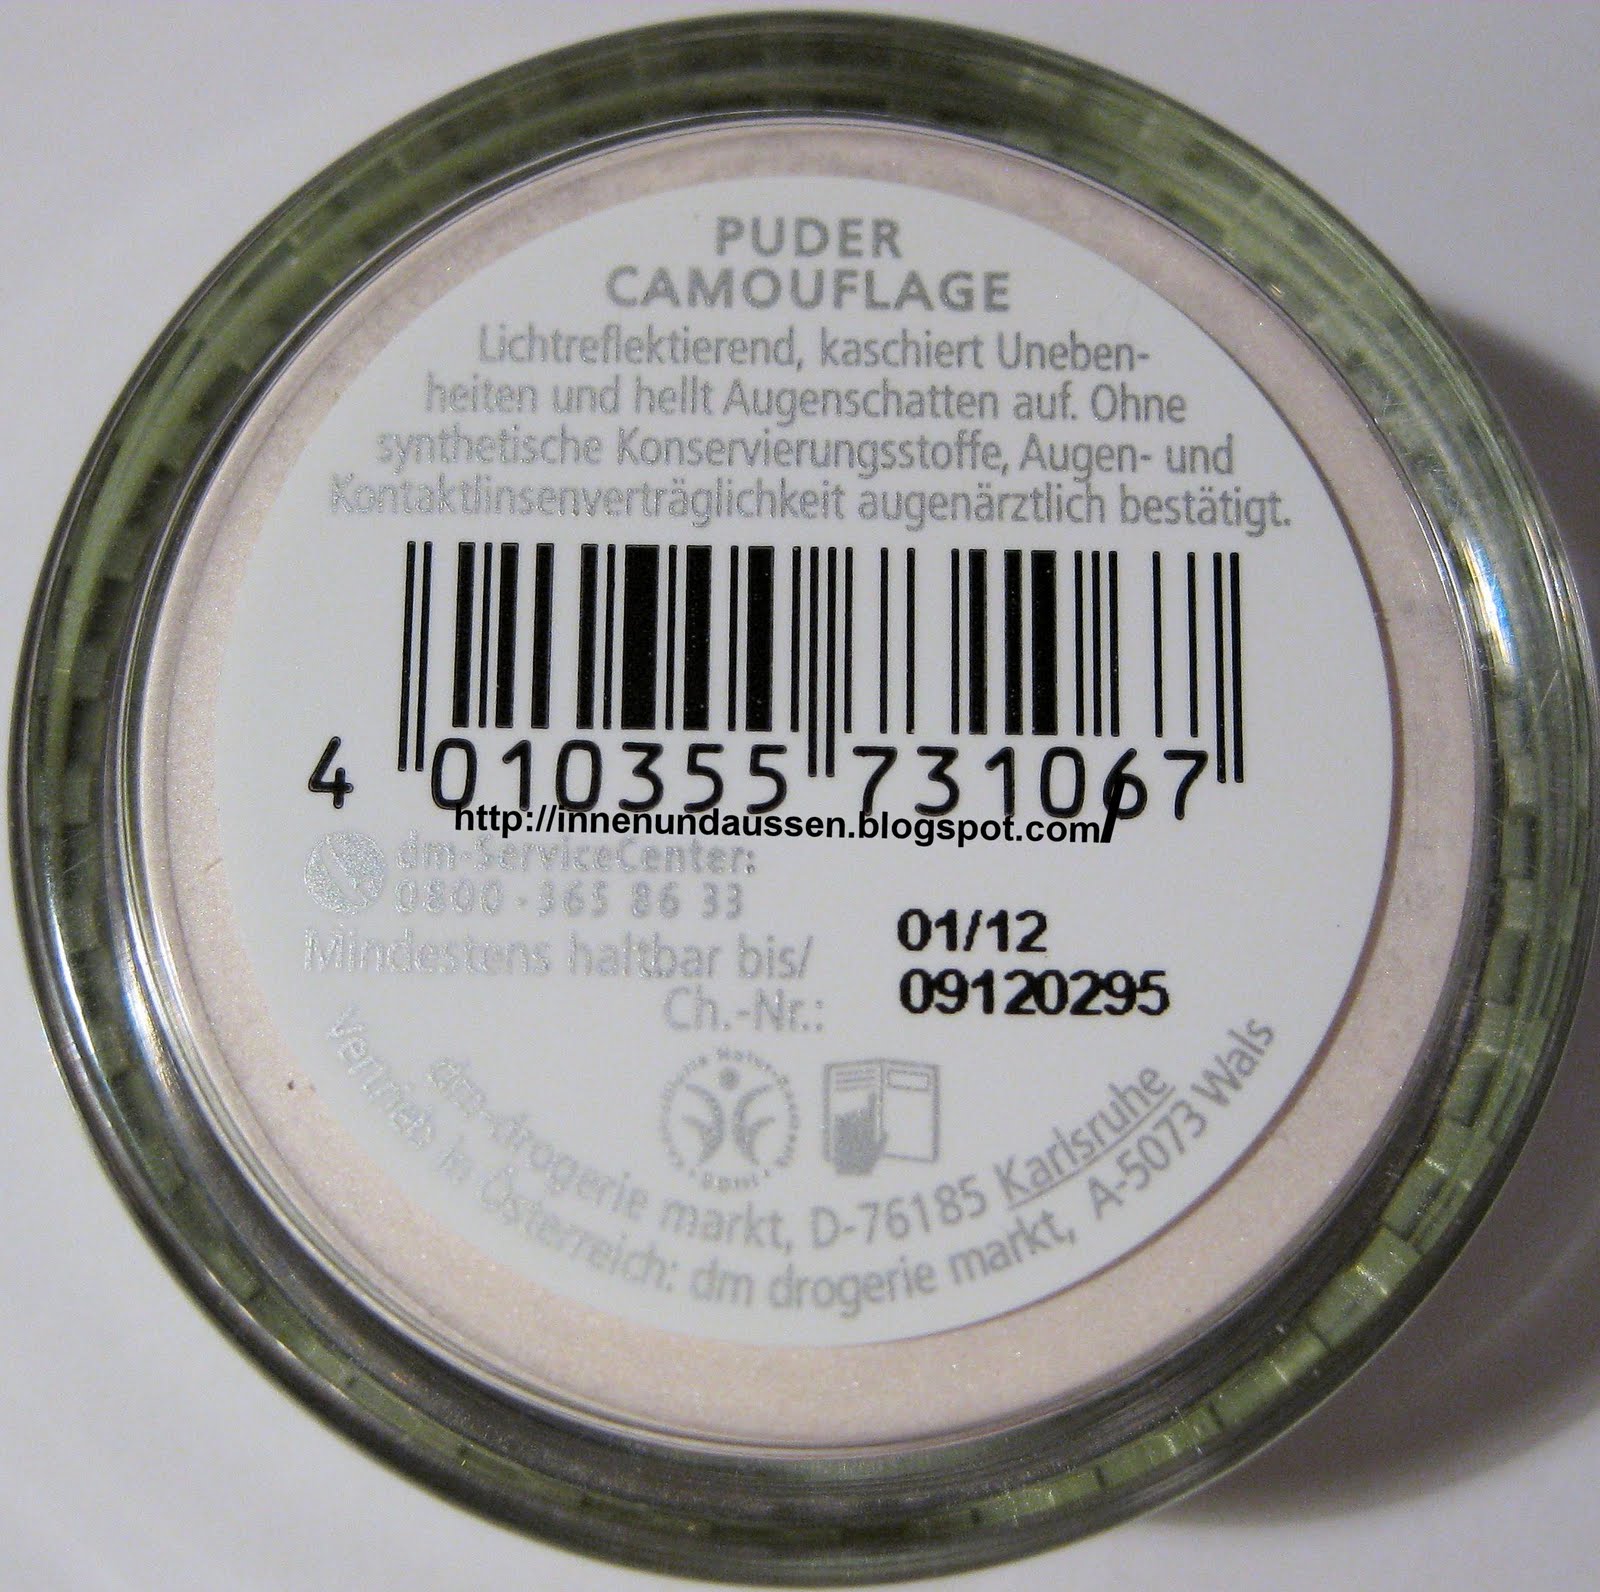 PUDER
CAMOUFLAGE
Lichtreflektierend, kaschiert Uneben-
heiten und hellt Augenschatten auf. Ohne
synthetische Konservierungsstoffe, Augen- und
Kontaktlinsenverträglichkeit augenärztlich bestätigt.
4 010355 731067
http://innenundaussen.blogspot.com/
dm-ServiceCenter:
0800 - 365 86 33
Mindestens haltbar bis/
Ch.-Nr.:
01/12
09120295
dm-drogerie markt, D-76185 Karlsruhe
Vertrieb in Österreich: dm drogerie markt, A-5073 Wals